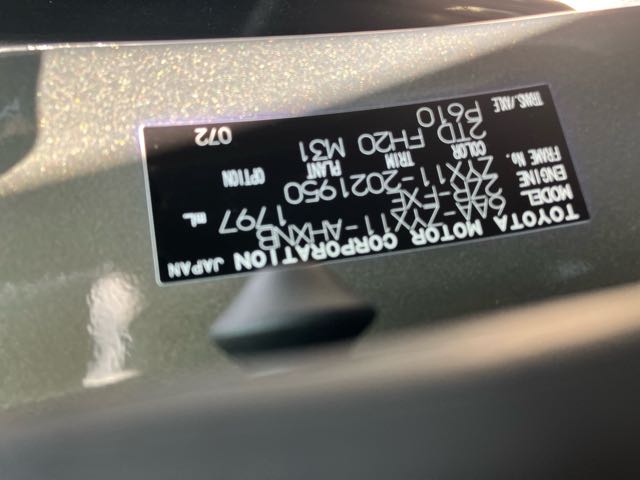 TOYOTA MOTOR CORPORATION JAPAN
MODEL 6AA-ZYX11-AHXNB
ENGINE 2ZR-FXE 1797 mL
FRAME No. ZYX11-2021950
COLOR TRIM PLANT OPTION
2TD FH20 M31
TRANS./AXLE P610
072